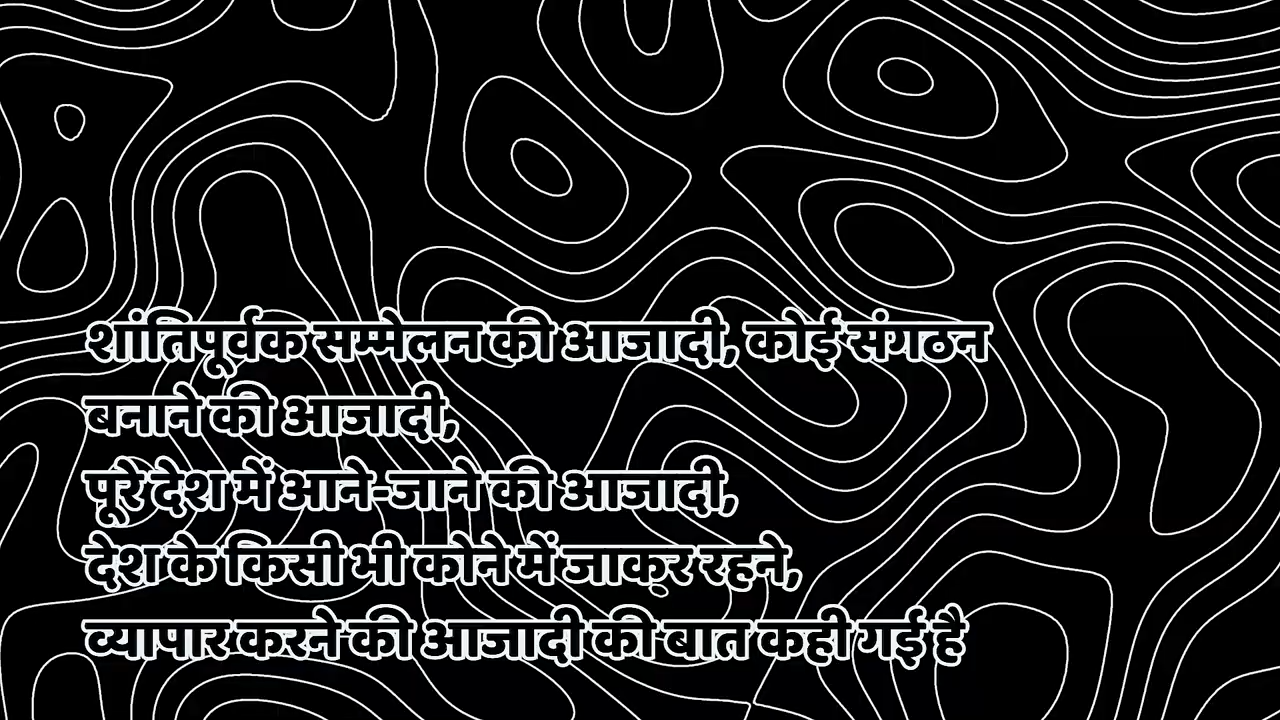 शांतिपूर्वक सम्मेलन की आजादी, कोई संगठन
बनाने की आजादी,
पूरे देश में आने-जाने की आजादी,
देश के किसी भी कोने में जाकर रहने,
व्यापार करने की आजादी की बात कही गई है